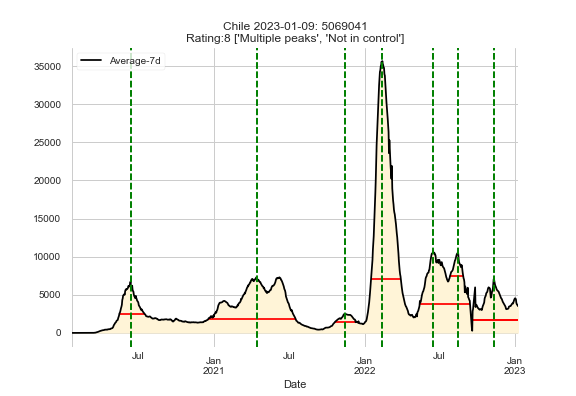 Chile 2023-01-09: 5069041
Rating:8 ['Multiple peaks', 'Not in control']
Average-7d
35000
30000
25000
20000
15000
10000
5000
0
Jul
Jan
2021
Jul
Jan
2022
Jul
Jan
2023
Date